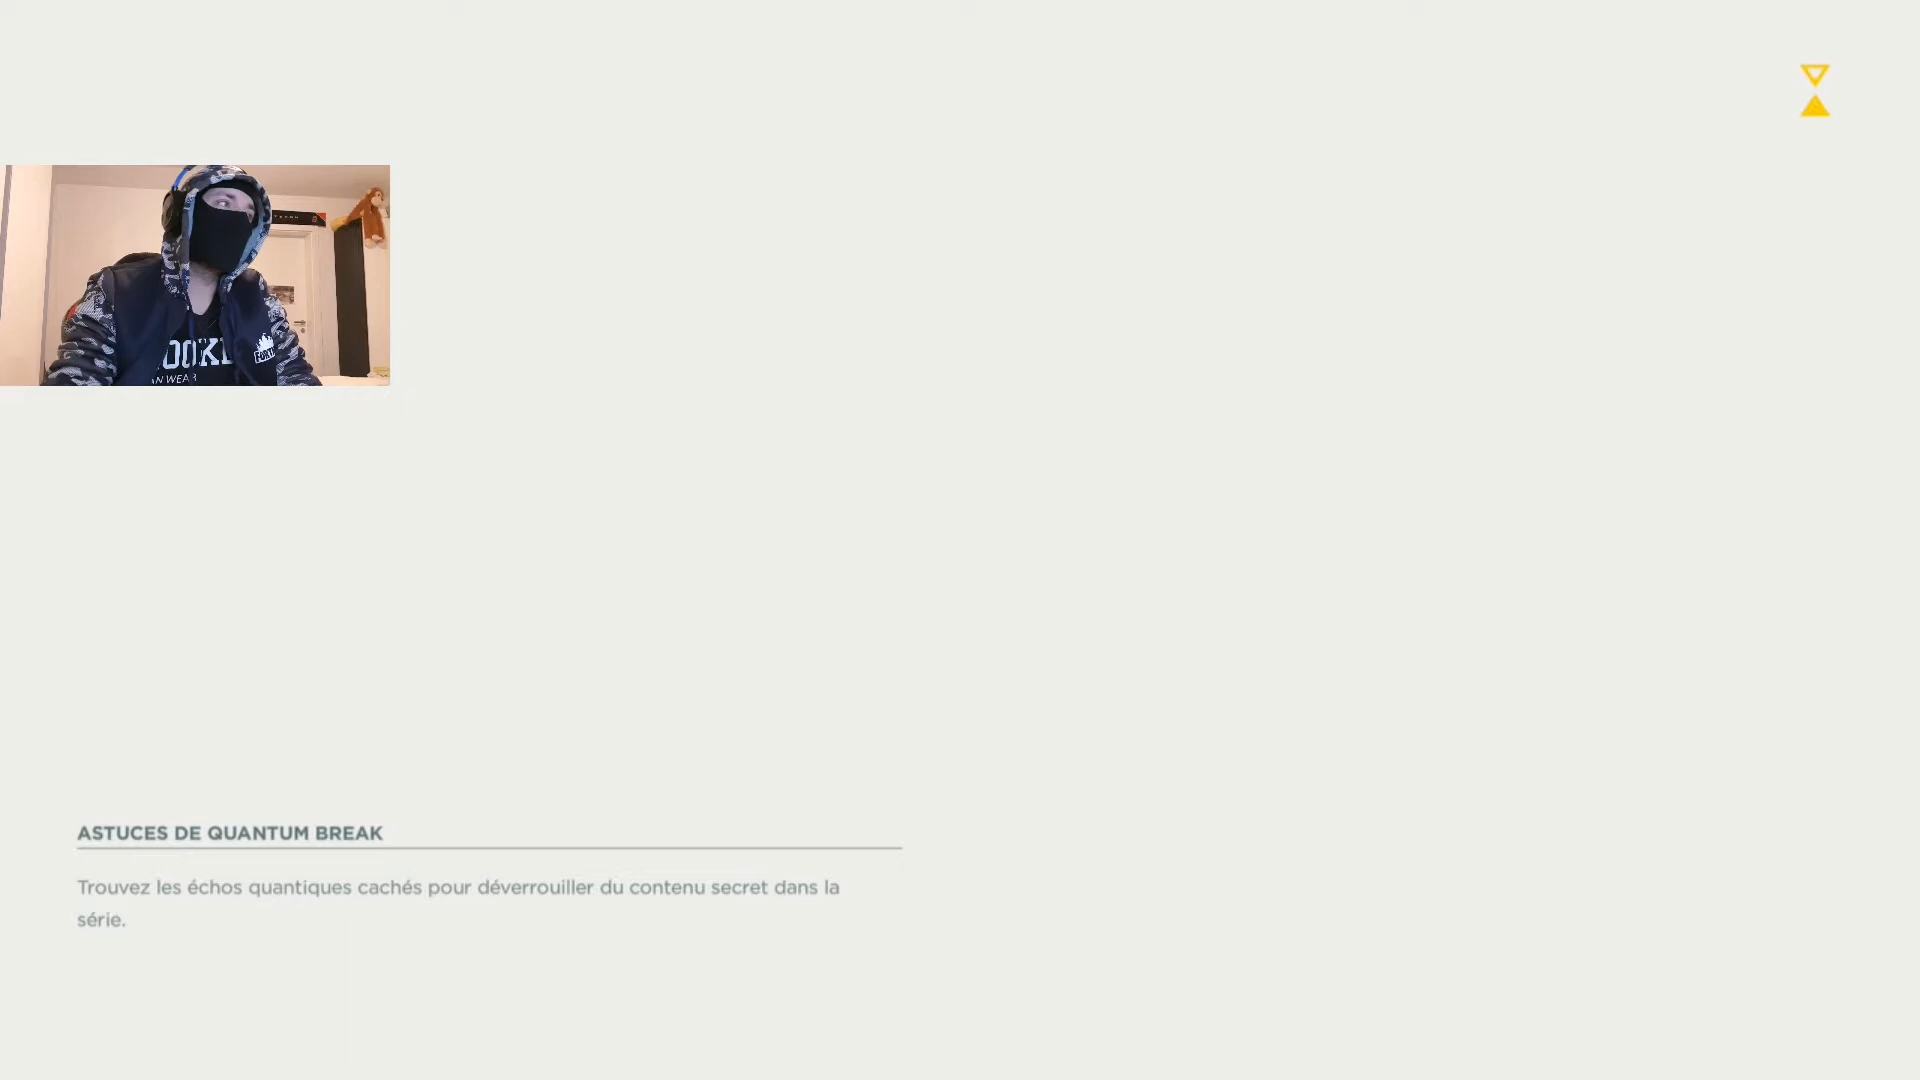 ASTUCES DE QUANTUM BREAK
Trouvez les échos quantiques cachés pour déverrouiller du contenu secret dans la
série.